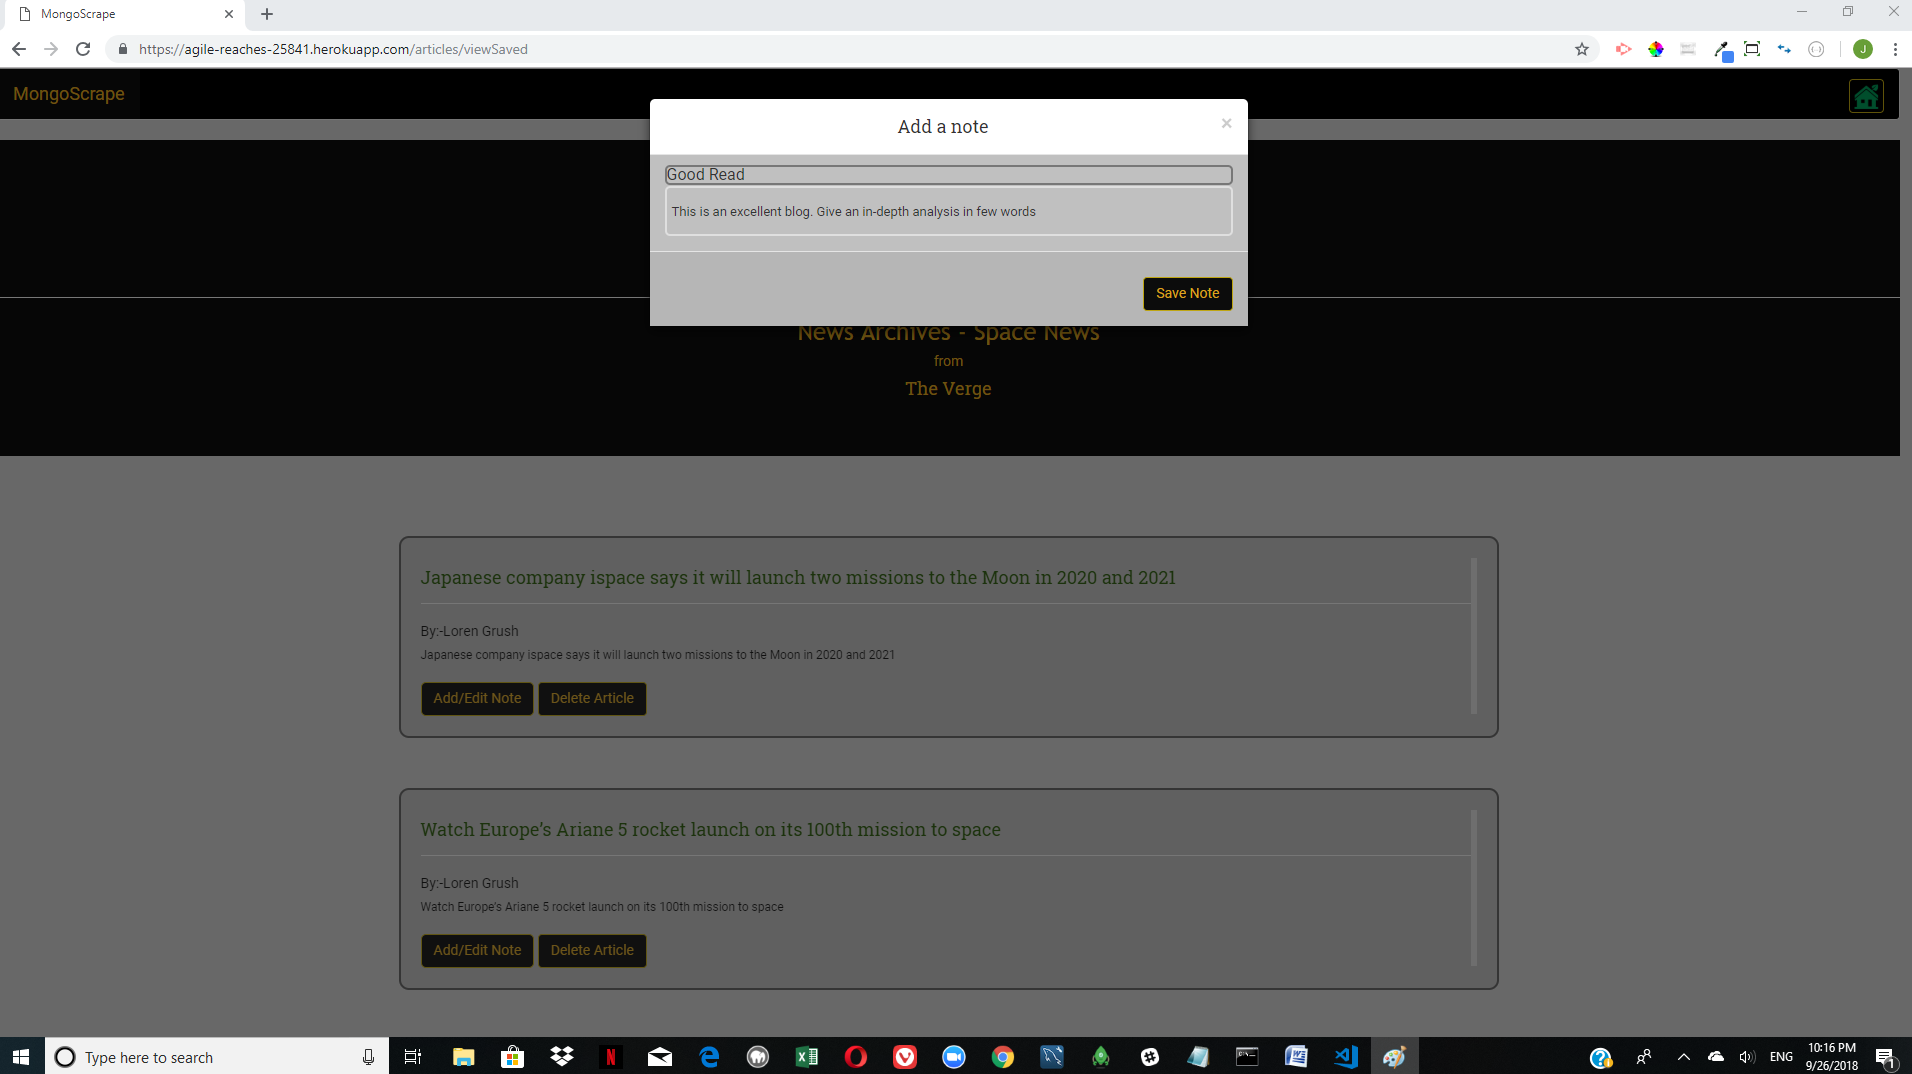 MongoScrape
https://agile-reaches-25841.herokuapp.com/articles/viewSaved
J
MongoScrape
Add a note
×
Good Read
This is an excellent blog. Give an in-depth analysis in few words
Save Note
News Archives - Space News
from
The Verge
Japanese company ispace says it will launch two missions to the Moon in 2020 and 2021
By:-Loren Grush
Japanese company ispace says it will launch two missions to the Moon in 2020 and 2021
Add/Edit Note Delete Article
Watch Europe’s Ariane 5 rocket launch on its 100th mission to space
By:-Loren Grush
Watch Europe’s Ariane 5 rocket launch on its 100th mission to space
Add/Edit Note Delete Article
Type here to search
ENG
10:16 PM
9/26/2018
1